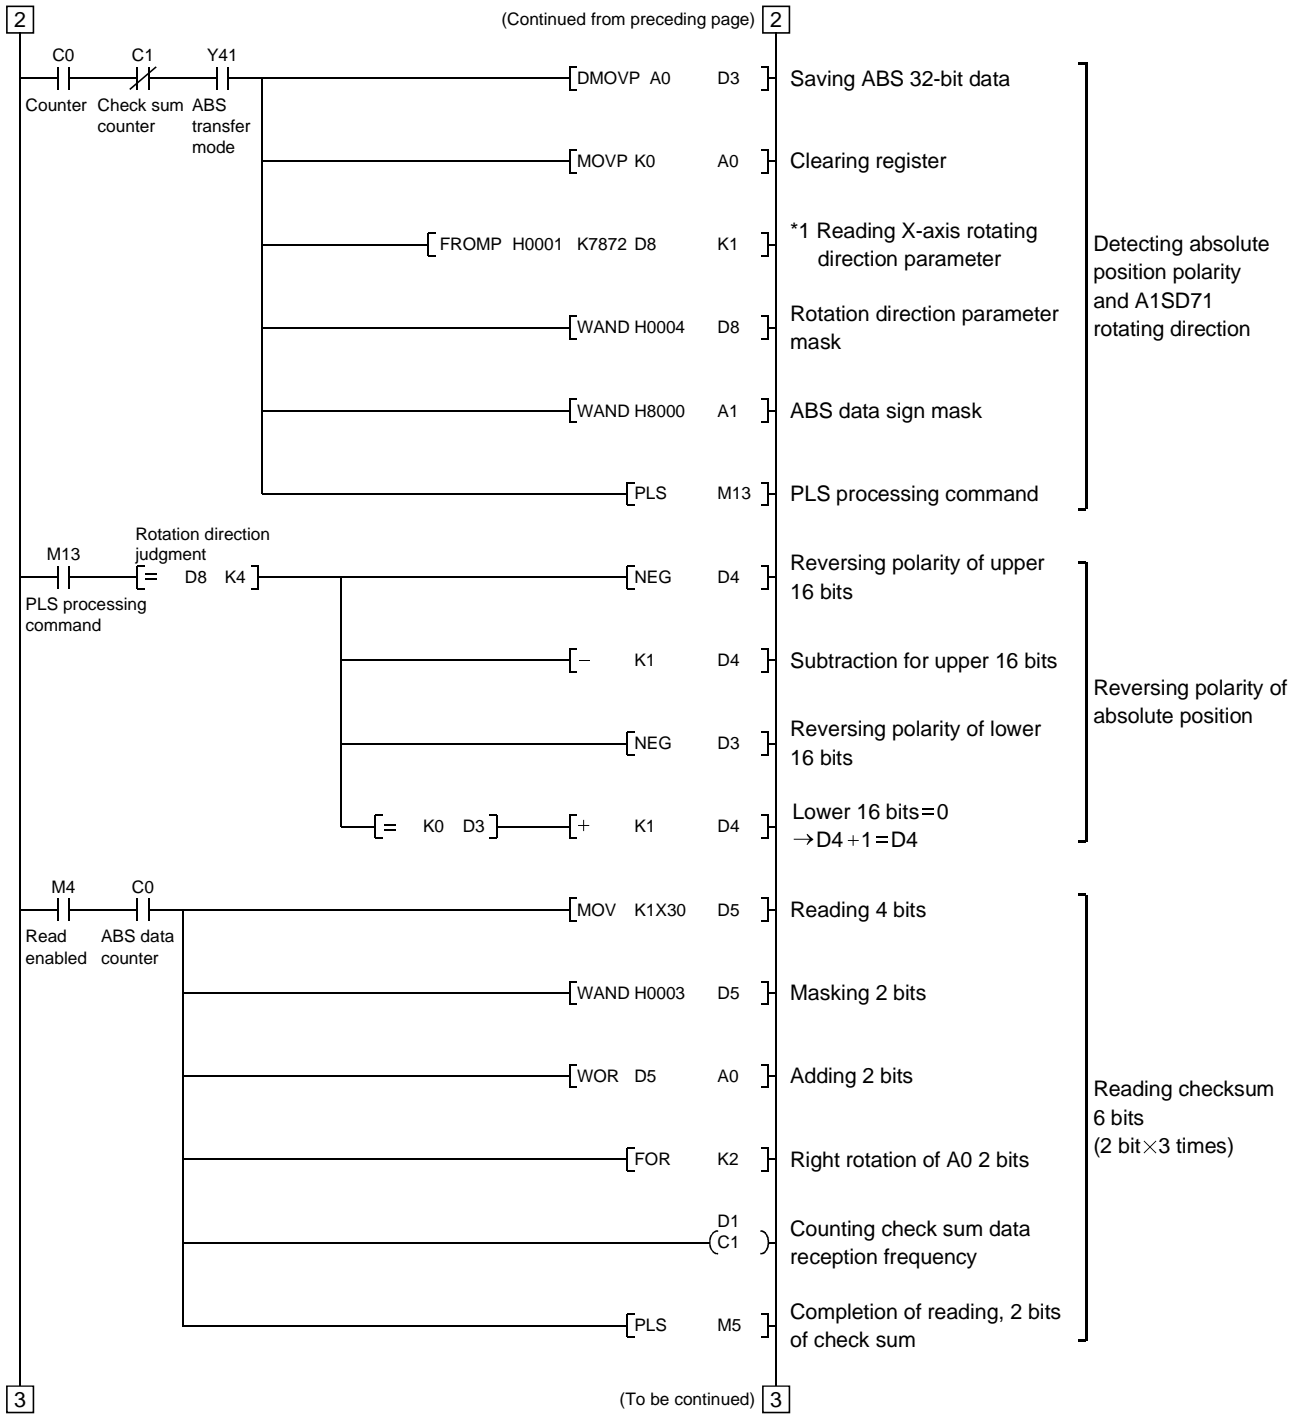 2 (Continued from preceding page) 2
C0 C1 Y41
[DMOVP A0 D3] Saving ABS 32-bit data
Counter Check sum ABS
counter transfer
mode
[MOVP K0 A0] Clearing register
*1 Reading X-axis rotating
[FROMP H0001 K7872 D8 K1]
direction parameter
Detecting absolute
position polarity
and A1SD71
rotating direction
Rotation direction parameter
[WAND H0004 D8]
mask
[WAND H8000 A1] ABS data sign mask
[PLS M13] PLS processing command
Rotation direction
judgment
M13
[= D8 K4]
PLS processing
command
[NEG D4] Reversing polarity of upper
16 bits
[− K1 D4] Subtraction for upper 16 bits
Reversing polarity of
absolute position
[NEG D3] Reversing polarity of lower
16 bits
[= K0 D3] [+ K1 D4] Lower 16 bits=0
→D4+1=D4
M4 C0
[MOV K1X30 D5] Reading 4 bits
Read ABS data
enabled counter
[WAND H0003 D5] Masking 2 bits
[WOR D5 A0] Adding 2 bits
Reading checksum
6 bits
(2 bit×3 times)
[FOR K2] Right rotation of A0 2 bits
D1
(C1) Counting check sum data
reception frequency
[PLS M5] Completion of reading, 2 bits
of check sum
3 (To be continued) 3